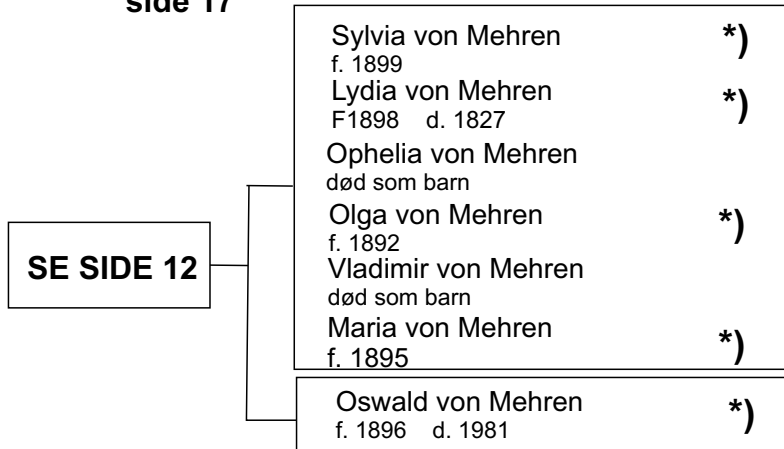 side 17
Sylvia von Mehren *)
f. 1899
Lydia von Mehren *)
F1898 d. 1827
Ophelia von Mehren
død som barn
Olga von Mehren *)
f. 1892
SE SIDE 12
Vladimir von Mehren
død som barn
Maria von Mehren *)
f. 1895
Oswald von Mehren *)
f. 1896 d. 1981